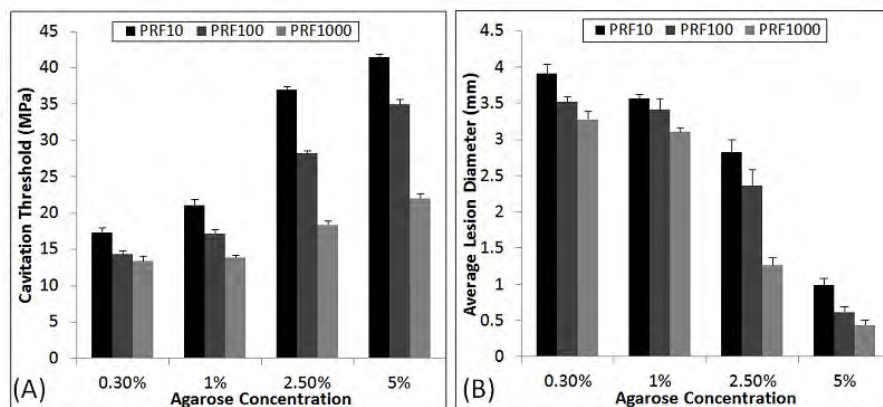 PRF10 PRF100 PRF1000
Cavitation Threshold (MPa)
45
40
35
30
25
20
15
10
5
0
0.30% 1% 2.50% 5%
Agarose Concentration
(A)
PRF10 PRF100 PRF1000
Average Lesion Diameter (mm)
4.5
4
3.5
3
2.5
2
1.5
1
0.5
0
0.30% 1% 2.50% 5%
Agarose Concentration
(B)